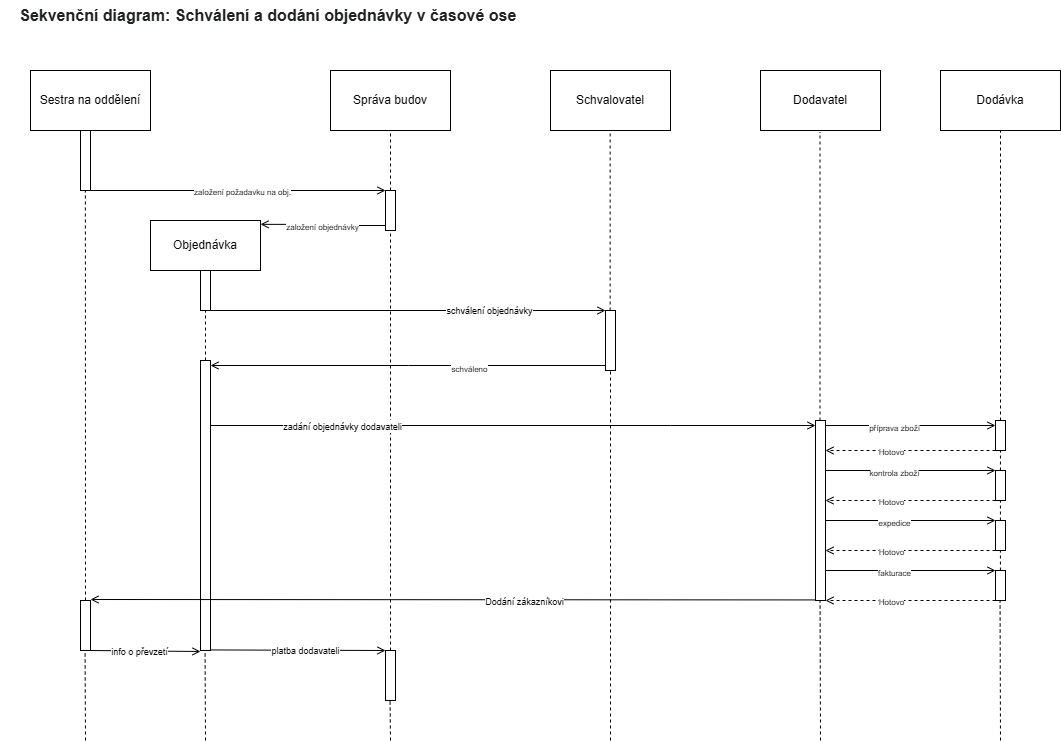 Sekvenční diagram: Schválení a dodání objednávky v časové ose
Sestra na oddělení
Správa budov
Schvalovatel
Dodavatel
Dodávka
založení požadavku na obj.
založení objednávky
Objednávka
schválení objednávky
schváleno
zadání objednávky dodavateli
příprava zboží
Hotovo
kontrola zboží
Hotovo
expedice
Hotovo
fakturace
Dodání zákazníkovi
Hotovo
info o převzetí
platba dodavateli